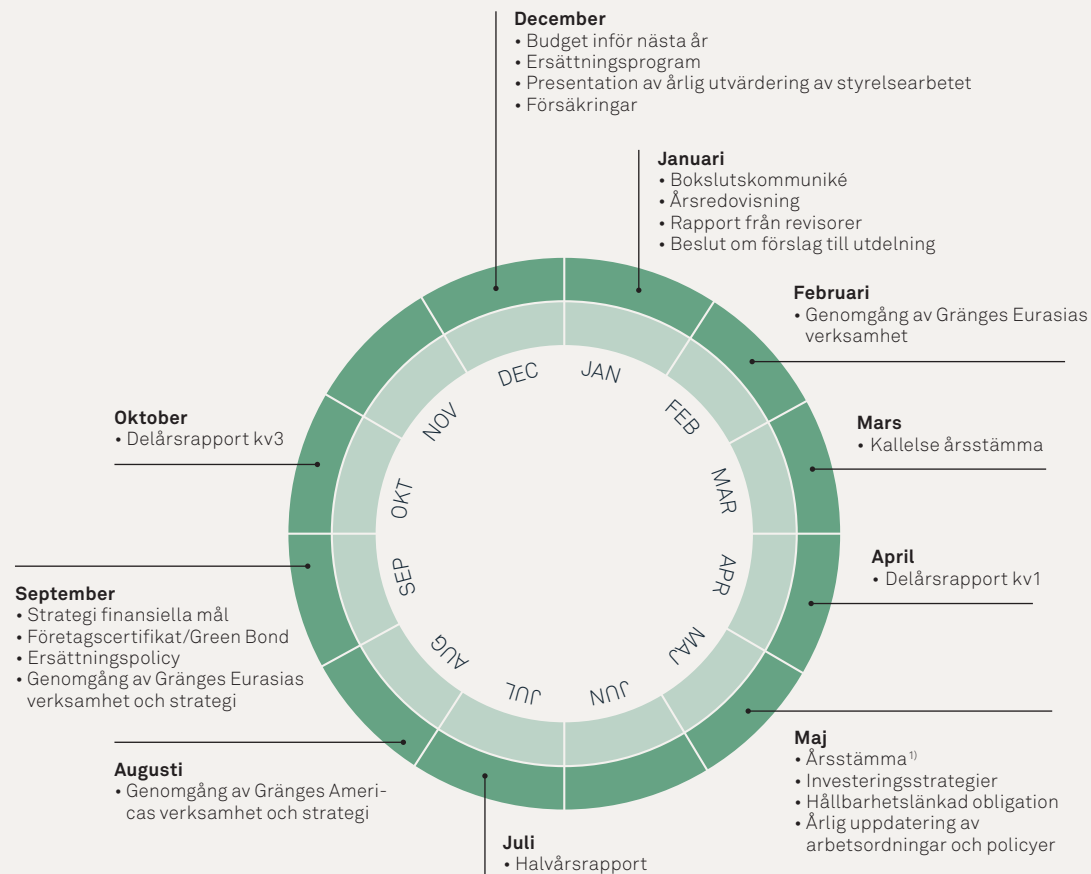 December
• Budget inför nästa år
• Ersättningsprogram
• Presentation av årlig utvärdering av styrelsearbetet
• Försäkringar
Januari
• Bokslutskommuniké
• Årsredovisning
• Rapport från revisorer
• Beslut om förslag till utdelning
Februari
• Genomgång av Gränges Eurasias
verksamhet
Mars
• Kallelse årsstämma
April
• Delårsrapport kv1
Maj
• Årsstämma 1)
• Investeringsstrategier
• Hållbarhetslänkad obligation
• Årlig uppdatering av
arbetsordningar och policyer
Juli
• Halvårsrapport
Augusti
• Genomgång av Gränges Ameri-
cas verksamhet och strategi
September
• Strategi finansiella mål
• Företagscertifikat/Green Bond
• Ersättningspolicy
• Genomgång av Gränges Eurasias
verksamhet och strategi
Oktober
• Delårsrapport kv3
JAN
FEB
MAR
APR
MAJ
JUN
JUL
AUG
SEP
OKT
NOV
DEC